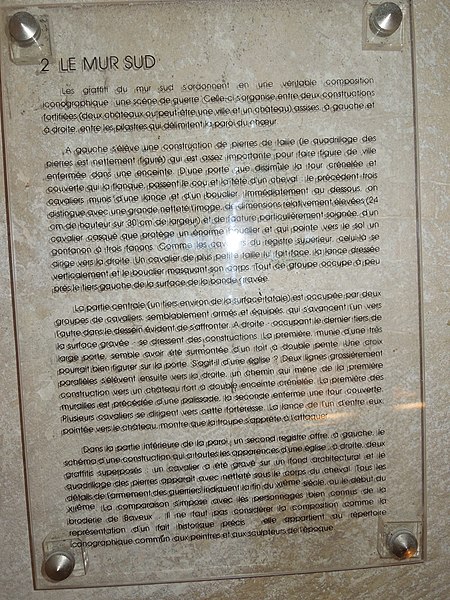 2 LE MUR SUD
Les graffiti du mur sud s'ordonnent en une véritable composition
iconographique : une scène de guerre. Celle-ci s'organise entre deux constructions
fortifiées (deux châteaux ou peut-être une ville et un château) assises, à gauche et
à droite, entre les pilastres qui délimitent la paroi du chœur.
A gauche s'élève une construction de pierres de taille (le quadrillage des
pierres est nettement figuré) qui est assez importante pour faire figure de ville
enfermée dans une enceinte. D'une porte que dissimule la tour crénelée et
couverte qui la flanque, passent le cou et la tête d'un cheval : le précédent trois
cavaliers munis d'une lance et d'un bouclier. Immédiatement au dessous, on
distingue avec une grande netteté l'image, de dimensions relativement élevées (24
cm de hauteur sur 30 cm de largeur) et de facture particulièrement soignée, d'un
cavalier casqué que protège un énorme bouclier et qui pointe vers le sol un
gonfanon à trois fanons. Comme les cavaliers du registre supérieur, celui-là se
dirige vers la droite. Un cavalier de plus petite taille lui fait face, la lance dressée
verticalement et le bouclier masquant son corps. Tout ce groupe occupe à peu
près le tiers gauche de la surface de la bande gravée.
La partie centrale (un tiers environ de la surface totale) est occupée par deux
groupes de cavaliers, semblablement armés et équipés, qui s'avancent l'un vers
l'autre dans le dessein évident de s'affronter. A droite - occupant le dernier tiers de
la surface gravée - se dressent des constructions. La première, munie d'une très
large porte, semble avoir été surmontée d'un toit à double pente. Une croix
pourrait bien figurer sur la porte. S'agit-il d'une église ? Deux lignes grossièrement
parallèles s'élèvent ensuite vers la droite, un chemin qui mène de la première
construction vers un château fort à double enceinte crénelée. La première des
murailles est précédée d'une palissade, la seconde enferme une tour couverte.
Plusieurs cavaliers se dirigent vers cette forteresse. La lance de l'un d'entre eux,
pointée vers le château, montre que la troupe s'apprête à l'attaquer.
Dans la partie inférieure de la paroi, un second registre offre, à gauche, le
schéma d'une construction qui a toutes les apparences d'une église ; à droite, deux
graffitis superposés : un cavalier a été gravé sur un fond architectural et le
quadrillage des pierres apparaît avec netteté sous le corps du cheval. Tous les
détails de l'armement des guerriers indiquent la fin du XIème siècle, ou le début du
XIIème. (La comparaison s'impose avec les personnages bien connus de la
broderie de Bayeux). Il ne faut pas considérer la composition comme la
représentation d'un fait historique précis : elle appartient au répertoire
iconographique commun aux peintres et aux sculpteurs de l'époque.